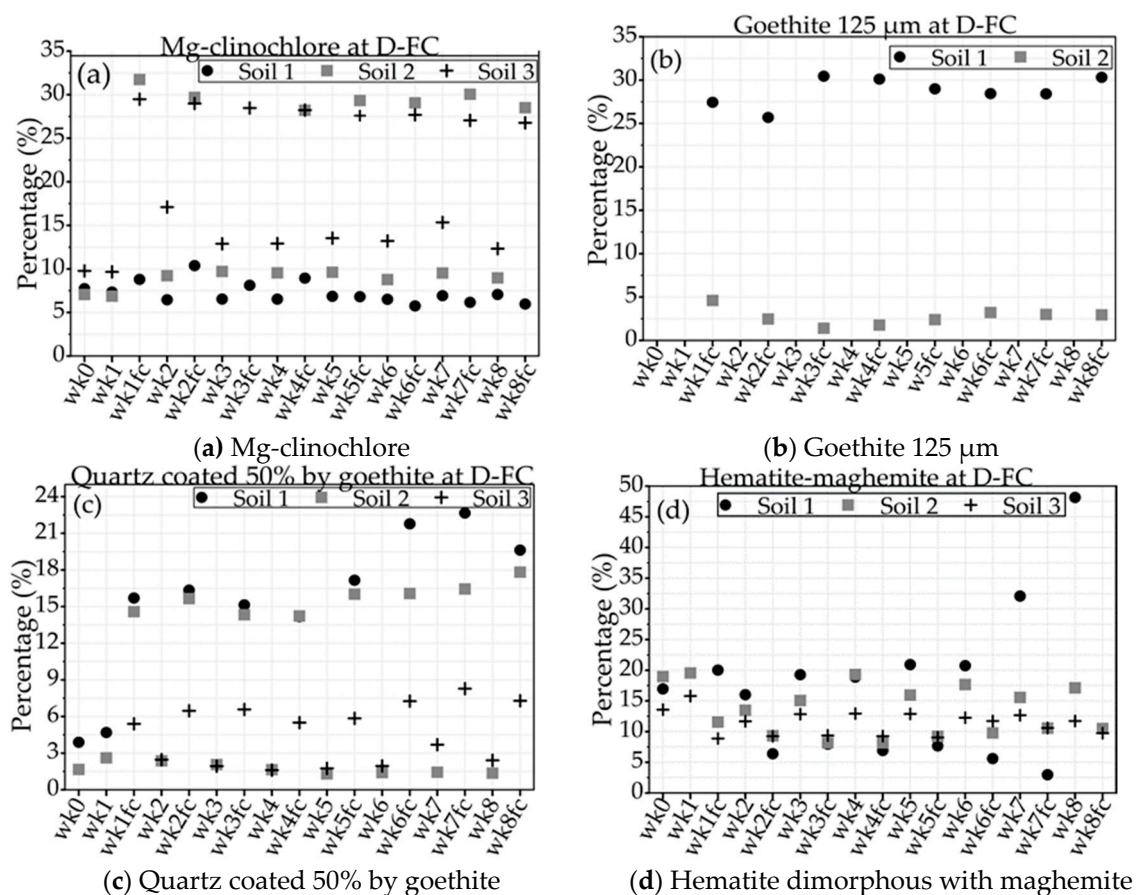 Mg-clinochlore at D-FC
(a)
Soil 1 Soil 2 Soil 3
Percentage (%)
35
30
25
20
15
10
5
0
wk0 wk1 wk1fc wk2 wk2fc wk3 wk3fc wk4 wk4fc wk5 wk5fc wk6 wk6fc wk7 wk7fc wk8 wk8fc
(a) Mg-clinochlore
Goethite 125 µm at D-FC
(b)
Soil 1 Soil 2
Percentage (%)
35
30
25
20
15
10
5
0
wk0 wk1 wk1fc wk2 wk2fc wk3 wk3fc wk4 wk4fc wk5 w5fc wk6 wk6fc wk7 wk7fc wk8 wk8fc
(b) Goethite 125 µm
Quartz coated 50% by goethite at D-FC
(c)
Soil 1 Soil 2 Soil 3
Percentage (%)
24
21
18
15
12
9
6
3
0
wk0 wk1 wk1fc wk2 wk2fc wk3 wk3fc wk4 wk4fc wk5 wk5fc wk6 wk6fc wk7 wk7fc wk8 wk8fc
(c) Quartz coated 50% by goethite
Hematite-maghemite at D-FC
(d)
Soil 1 Soil 2 Soil 3
Percentage (%)
50
45
40
35
30
25
20
15
10
5
0
wk0 wk1 wk1fc wk2 wk2fc wk3 wk3fc wk4 wk4fc wk5 wk5fc wk6 wk6fc wk7 wk7fc wk8 wk8fc
(d) Hematite dimorphous with maghemite